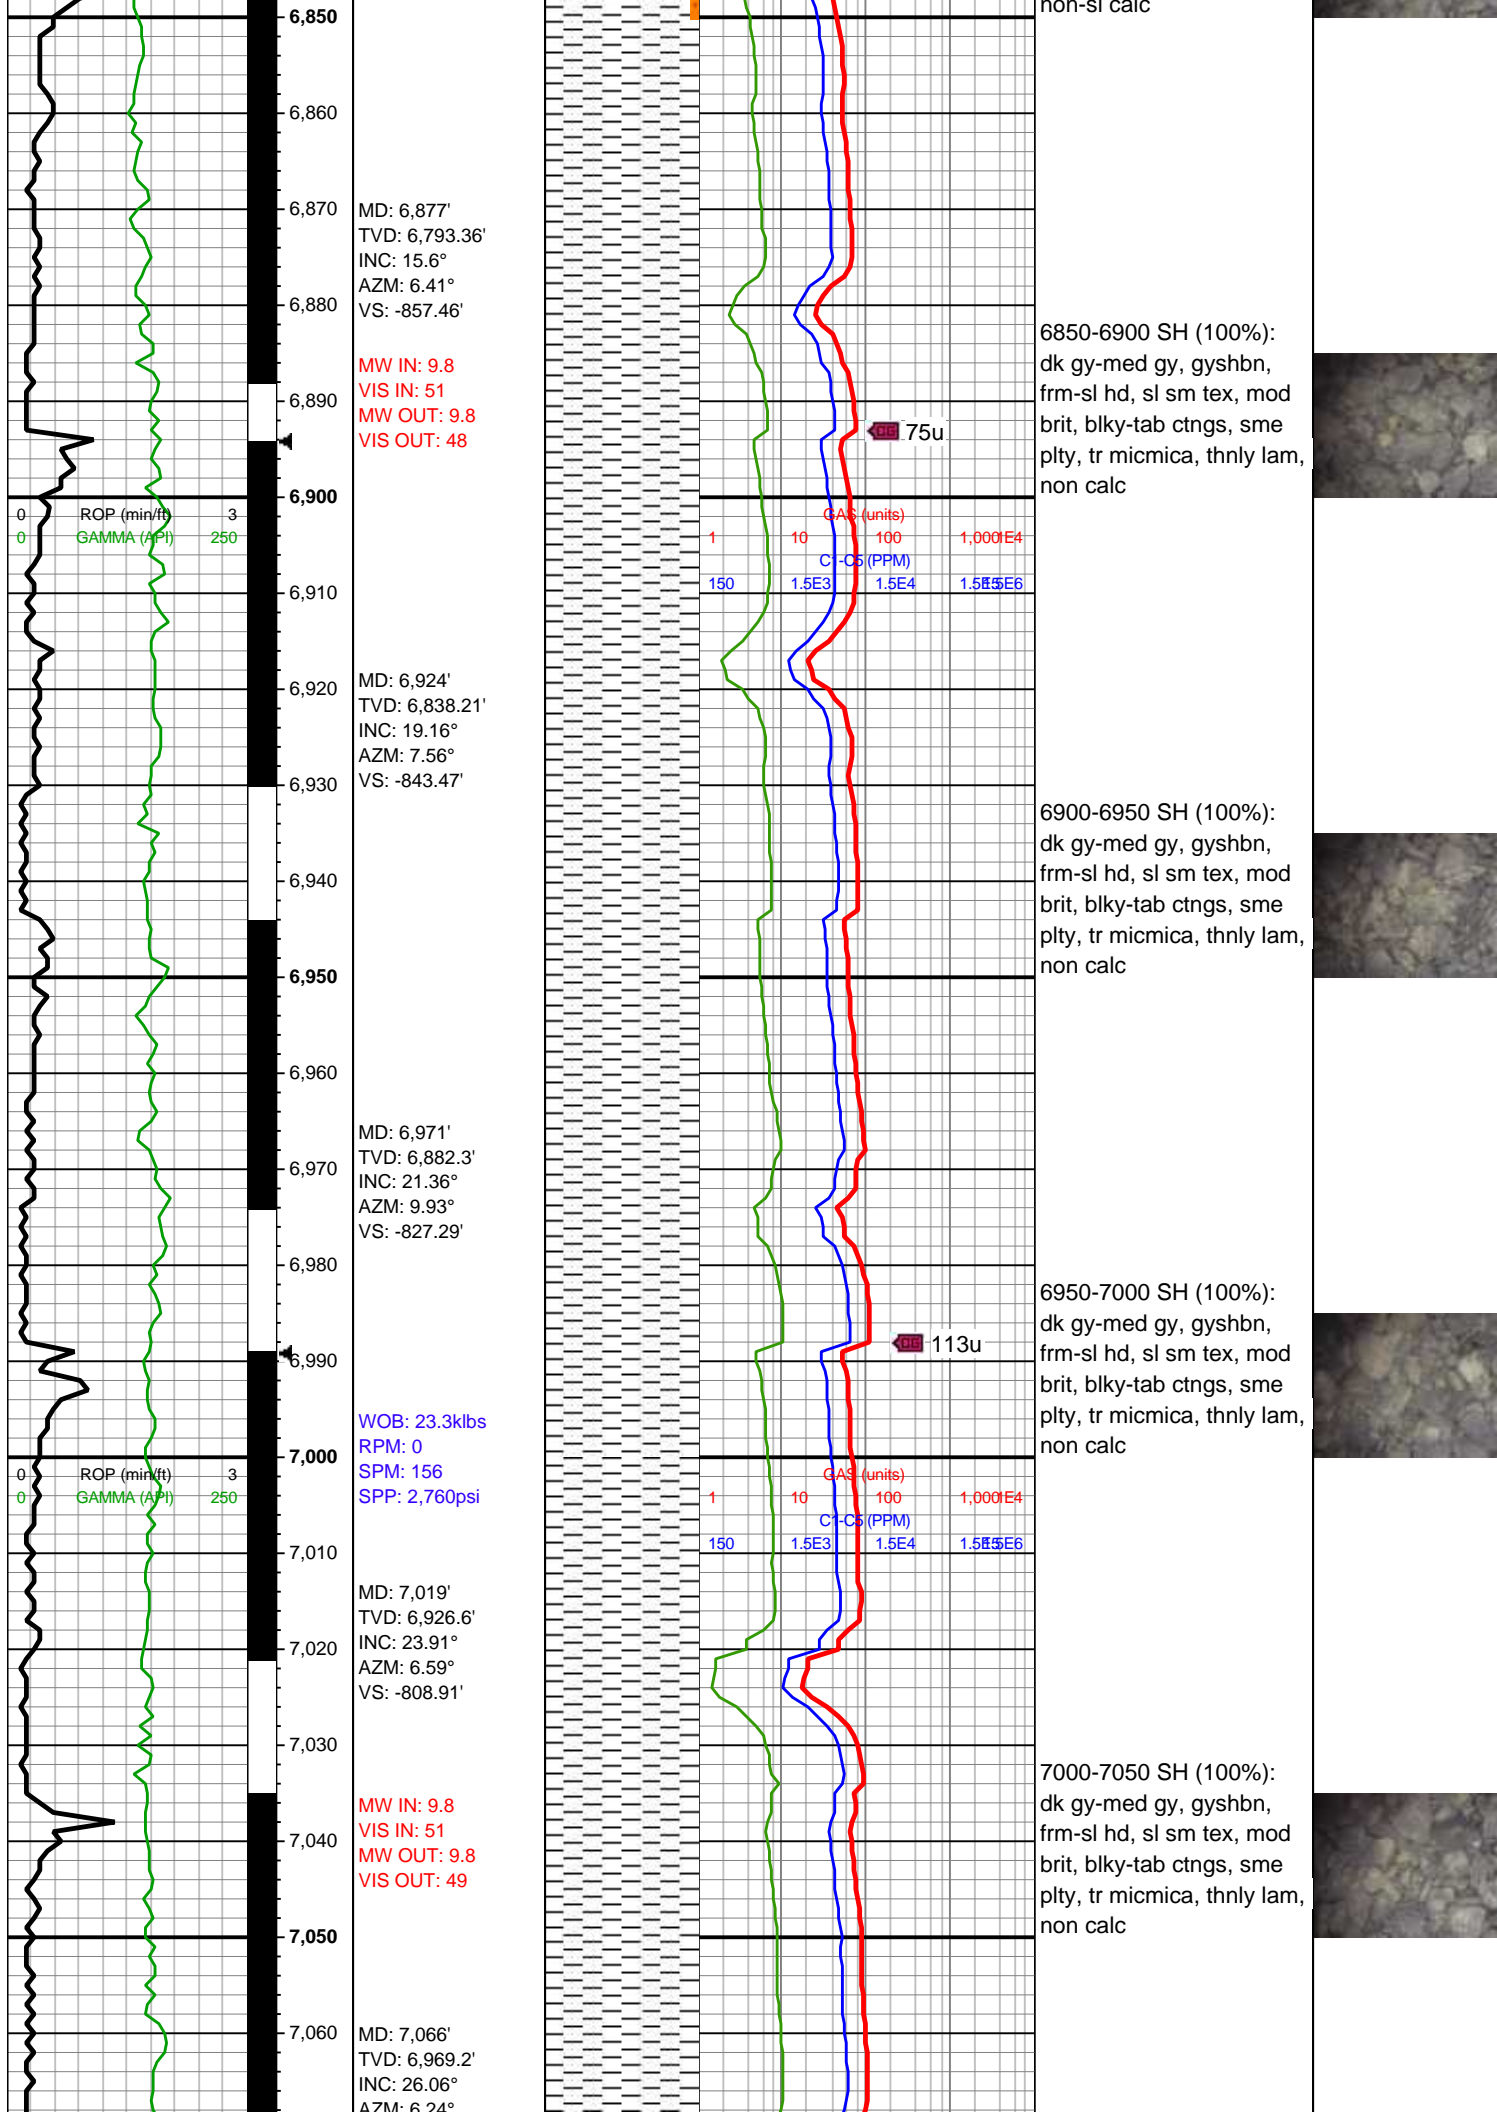 non-sl calc
6,850
6,860
6,870
6,880
6,890
6,900
6,910
6,920
6,930
6,940
6,950
6,960
6,970
6,980
6,990
7,000
7,010
7,020
7,030
7,040
7,050
7,060
MD: 6,877'
TVD: 6,793.36'
INC: 15.6°
AZM: 6.41°
VS: -857.46'
MW IN: 9.8
VIS IN: 51
MW OUT: 9.8
VIS OUT: 48
6850-6900 SH (100%):
dk gy-med gy, gyshbn,
frm-sl hd, sl sm tex, mod
brit, blky-tab ctngs, sme
plty, tr micmica, thnly lam,
non calc
CG 75u
0 ROP (min/ft) 3
0 GAMMA (API) 250
GAS (units)
1 10 100 1,000 1E4
C1-C5 (PPM)
150 1.5E3 1.5E4 1.5E5 1.5E6
MD: 6,924'
TVD: 6,838.21'
INC: 19.16°
AZM: 7.56°
VS: -843.47'
6900-6950 SH (100%):
dk gy-med gy, gyshbn,
frm-sl hd, sl sm tex, mod
brit, blky-tab ctngs, sme
plty, tr micmica, thnly lam,
non calc
MD: 6,971'
TVD: 6,882.3'
INC: 21.36°
AZM: 9.93°
VS: -827.29'
6950-7000 SH (100%):
dk gy-med gy, gyshbn,
frm-sl hd, sl sm tex, mod
brit, blky-tab ctngs, sme
plty, tr micmica, thnly lam,
non calc
CG 113u
WOB: 23.3klbs
RPM: 0
SPM: 156
SPP: 2,760psi
0 ROP (min/ft) 3
0 GAMMA (API) 250
GAS (units)
1 10 100 1,000 1E4
C1-C5 (PPM)
150 1.5E3 1.5E4 1.5E5 1.5E6
MD: 7,019'
TVD: 6,926.6'
INC: 23.91°
AZM: 6.59°
VS: -808.91'
MW IN: 9.8
VIS IN: 51
MW OUT: 9.8
VIS OUT: 49
7000-7050 SH (100%):
dk gy-med gy, gyshbn,
frm-sl hd, sl sm tex, mod
brit, blky-tab ctngs, sme
plty, tr micmica, thnly lam,
non calc
MD: 7,066'
TVD: 6,969.2'
INC: 26.06°
AZM: 6.24°